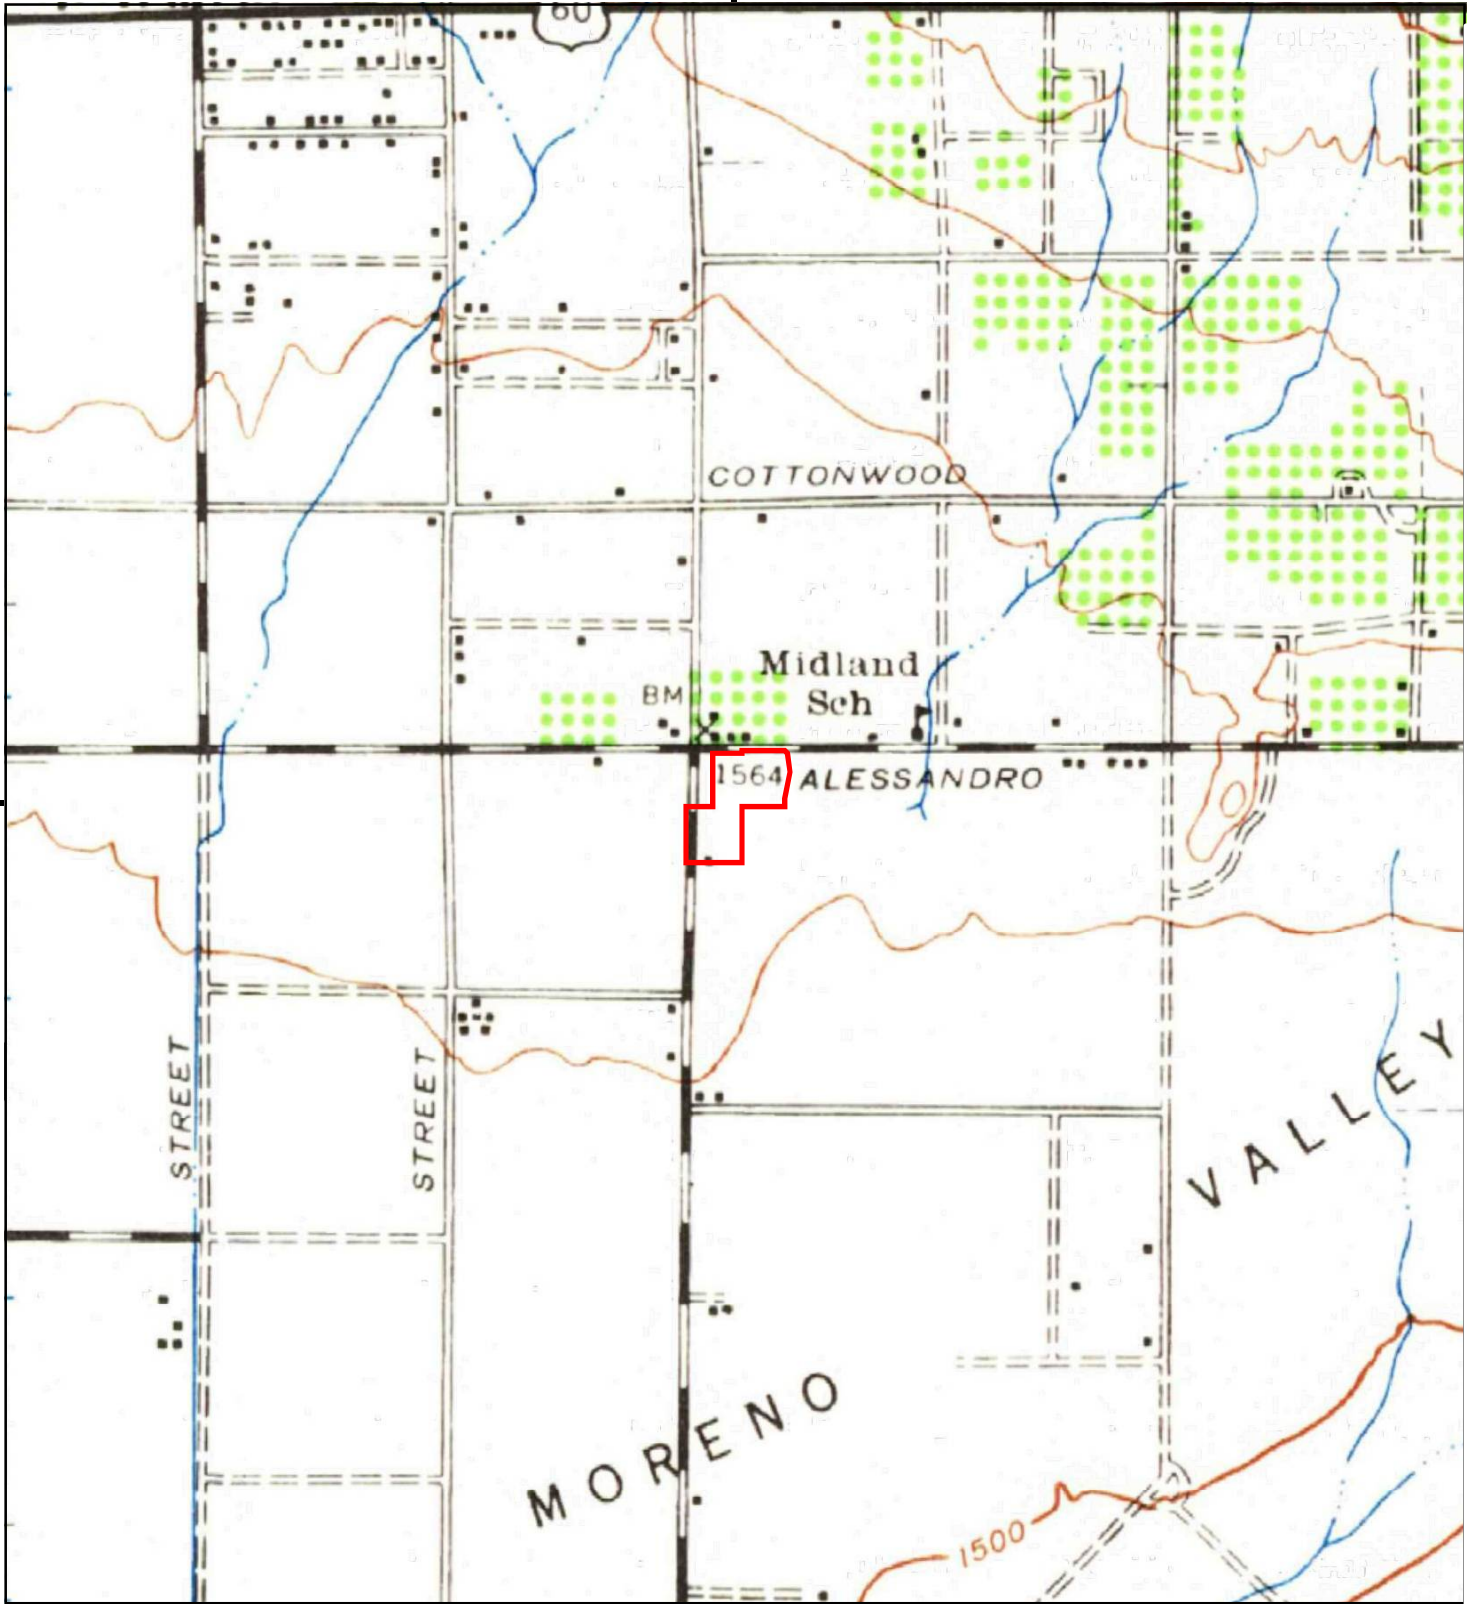 60
COTTONWOOD
Midland
Sch
BM
1564 ALESSANDRO
STREET
STREET
VALLEY
MORENO
1500